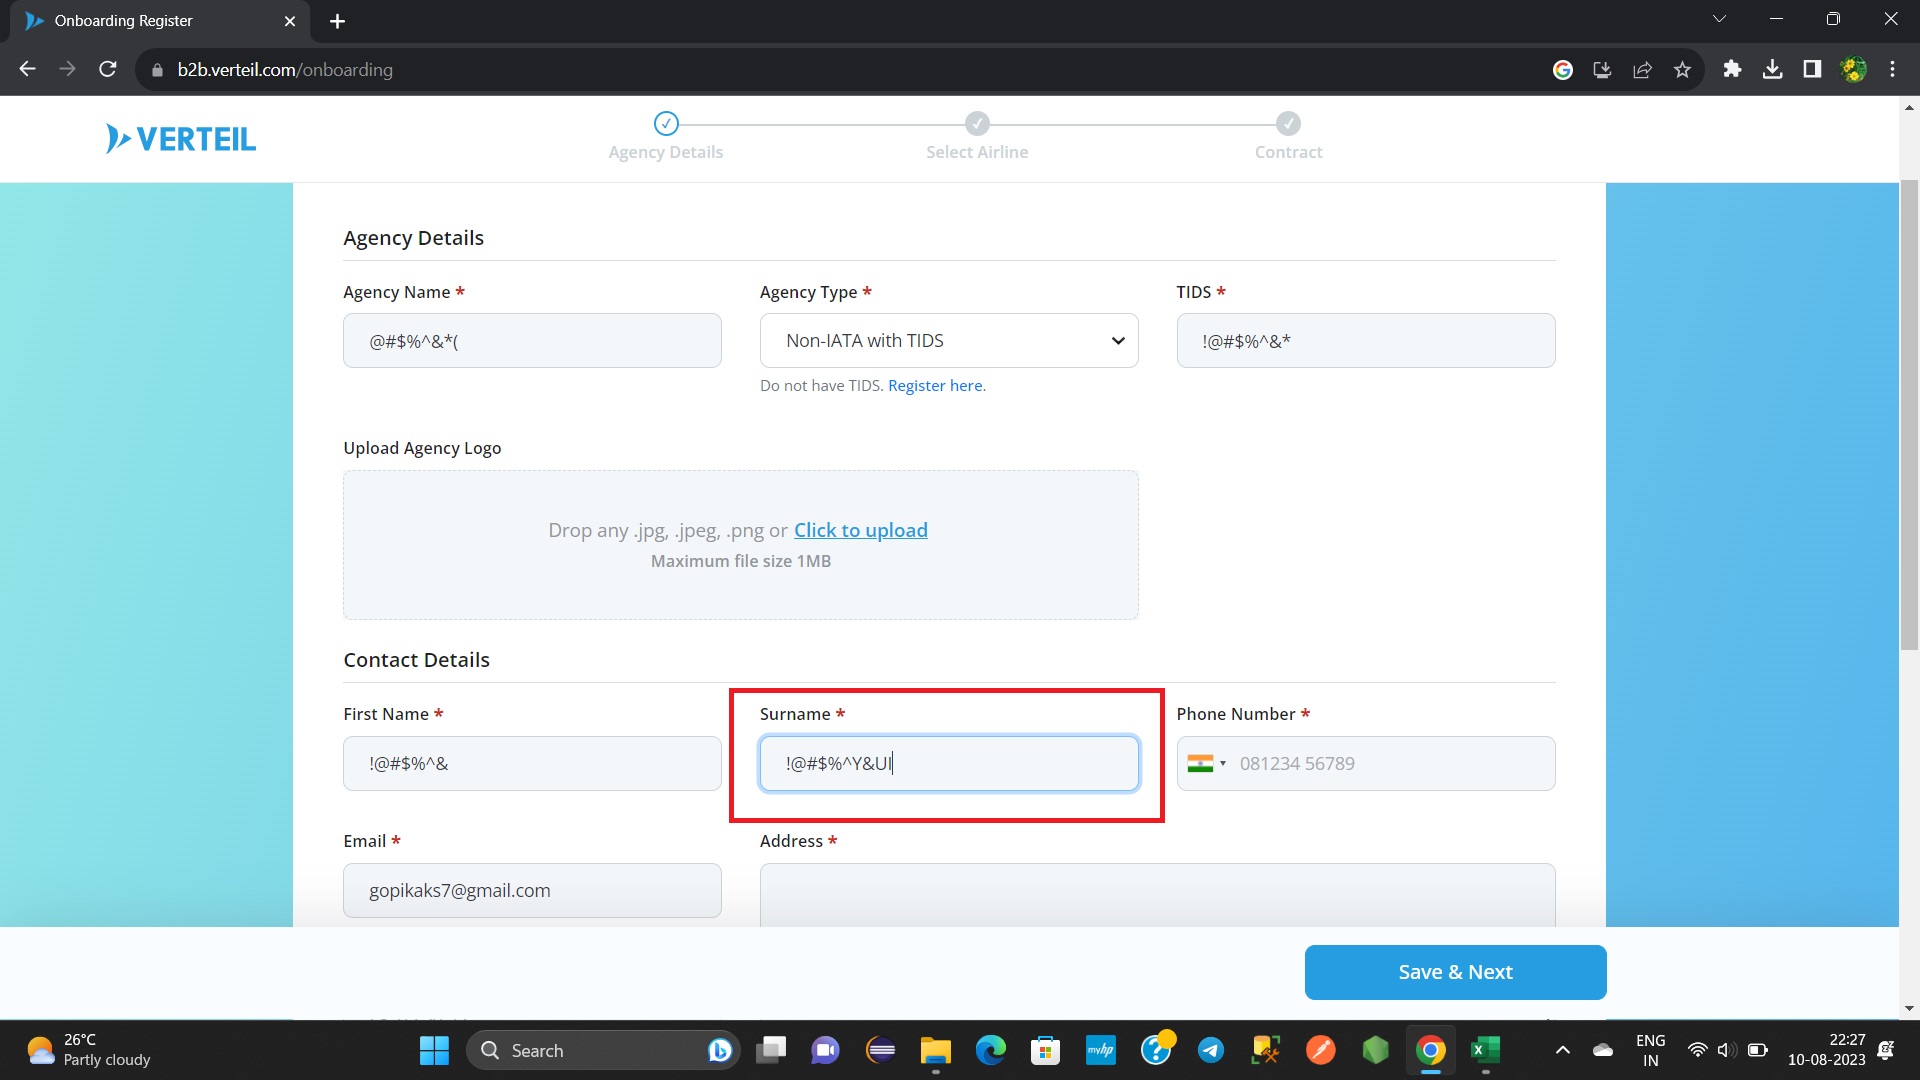 Onboarding Register
b2b.verteil.com/onboarding
VERTEIL
Agency Details
Select Airline
Contract
Agency Details
Agency Name *
Agency Type *
TIDS *
@#$%^&*(
Non-IATA with TIDS
!@#$%^&*
Do not have TIDS. Register here.
Upload Agency Logo
Drop any .jpg, .jpeg, .png or Click to upload
Maximum file size 1MB
Contact Details
First Name *
Surname *
Phone Number *
!@#$%^&
!@#$%^Y&UI
081234 56789
Email *
Address *
gopikaks7@gmail.com
Save & Next
26°C
Partly cloudy
Search
myhp
ENG
IN
22:27
10-08-2023